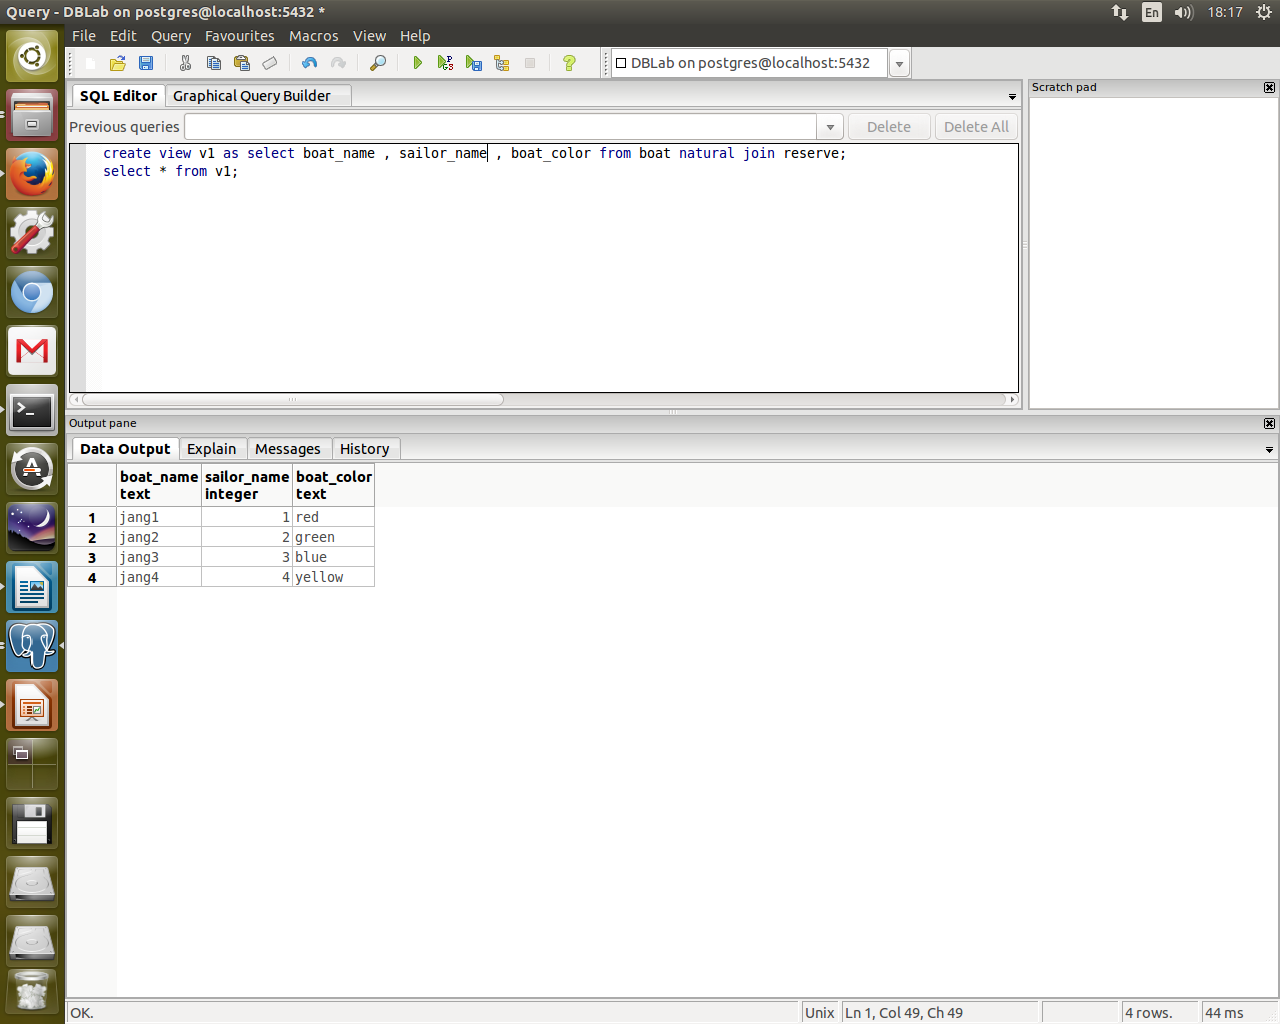 Query - DBLab on postgres@localhost:5432 *
En
18:17
File Edit Query Favourites Macros View Help
DBLab on postgres@localhost:5432
SQL Editor
Graphical Query Builder
Scratch pad
Previous queries
Delete
Delete All
create view v1 as select boat_name , sailor_name , boat_color from boat natural join reserve;
select * from v1;
Output pane
Data Output
Explain
Messages
History
boat_name sailor_name boat_color
text integer text
1 jang1 1 red
2 jang2 2 green
3 jang3 3 blue
4 jang4 4 yellow
OK.
Unix
Ln 1, Col 49, Ch 49
4 rows.
44 ms